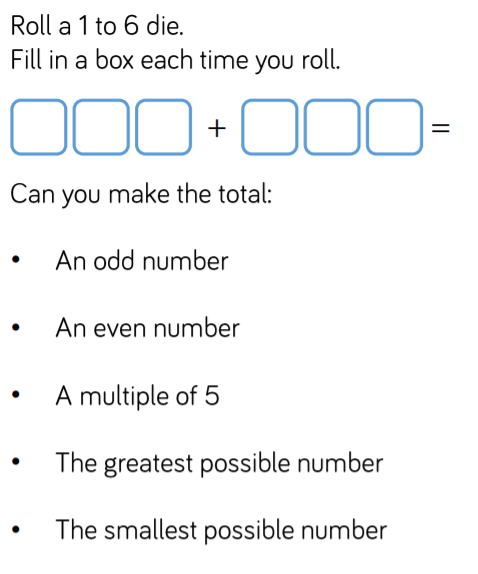 Roll a 1 to 6 die.
Fill in a box each time you roll.
+ =
Can you make the total:
• An odd number
• An even number
• A multiple of 5
• The greatest possible number
• The smallest possible number